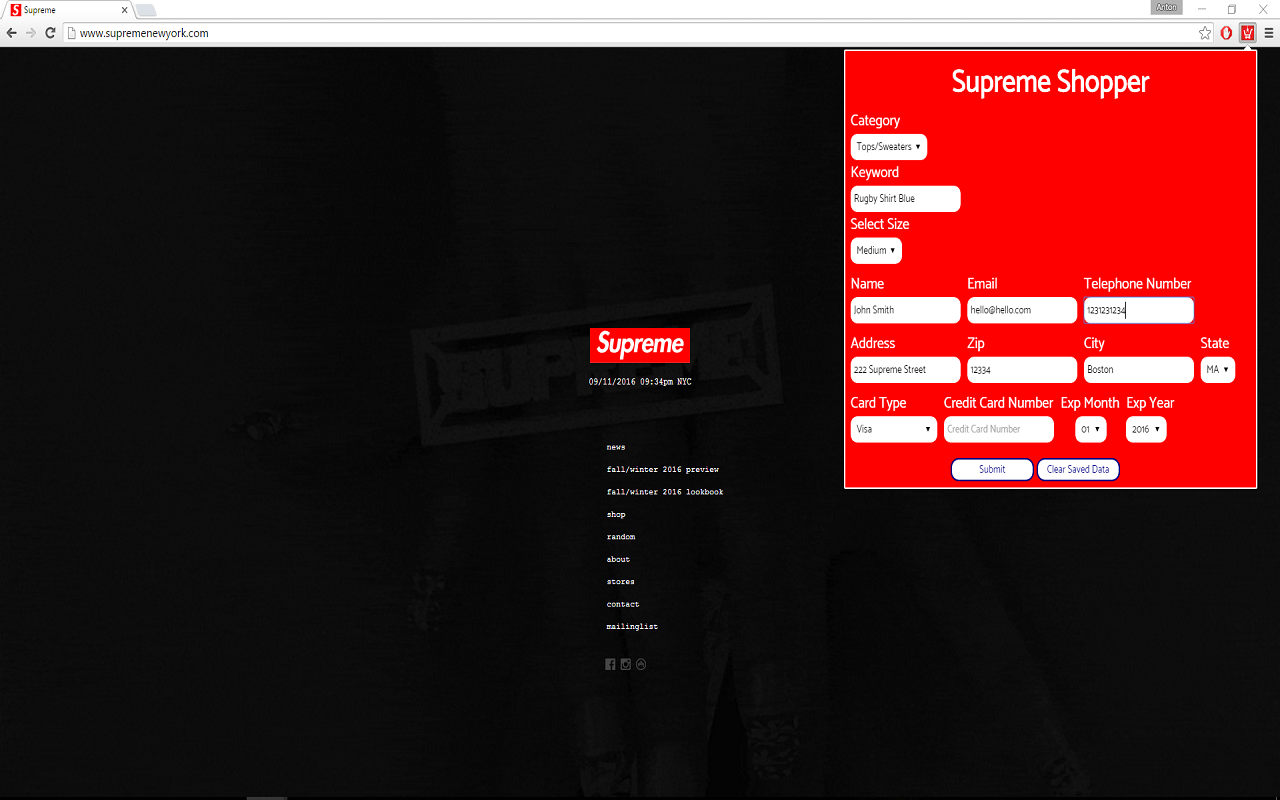 Supreme
Anton
www.supremenewyork.com
Supreme Shopper
Category
Tops/Sweaters
Keyword
Rugby Shirt Blue
Select Size
Medium
Name Email Telephone Number
John Smith hello@hello.com 1231231234
Address Zip City State
222 Supreme Street 12334 Boston MA
Card Type Credit Card Number Exp Month Exp Year
Visa Credit Card Number 01 2016
Submit Clear Saved Data
Supreme
09/11/2016 09:34pm NYC
news
fall/winter 2016 preview
fall/winter 2016 lookbook
shop
random
about
stores
contact
mailinglist